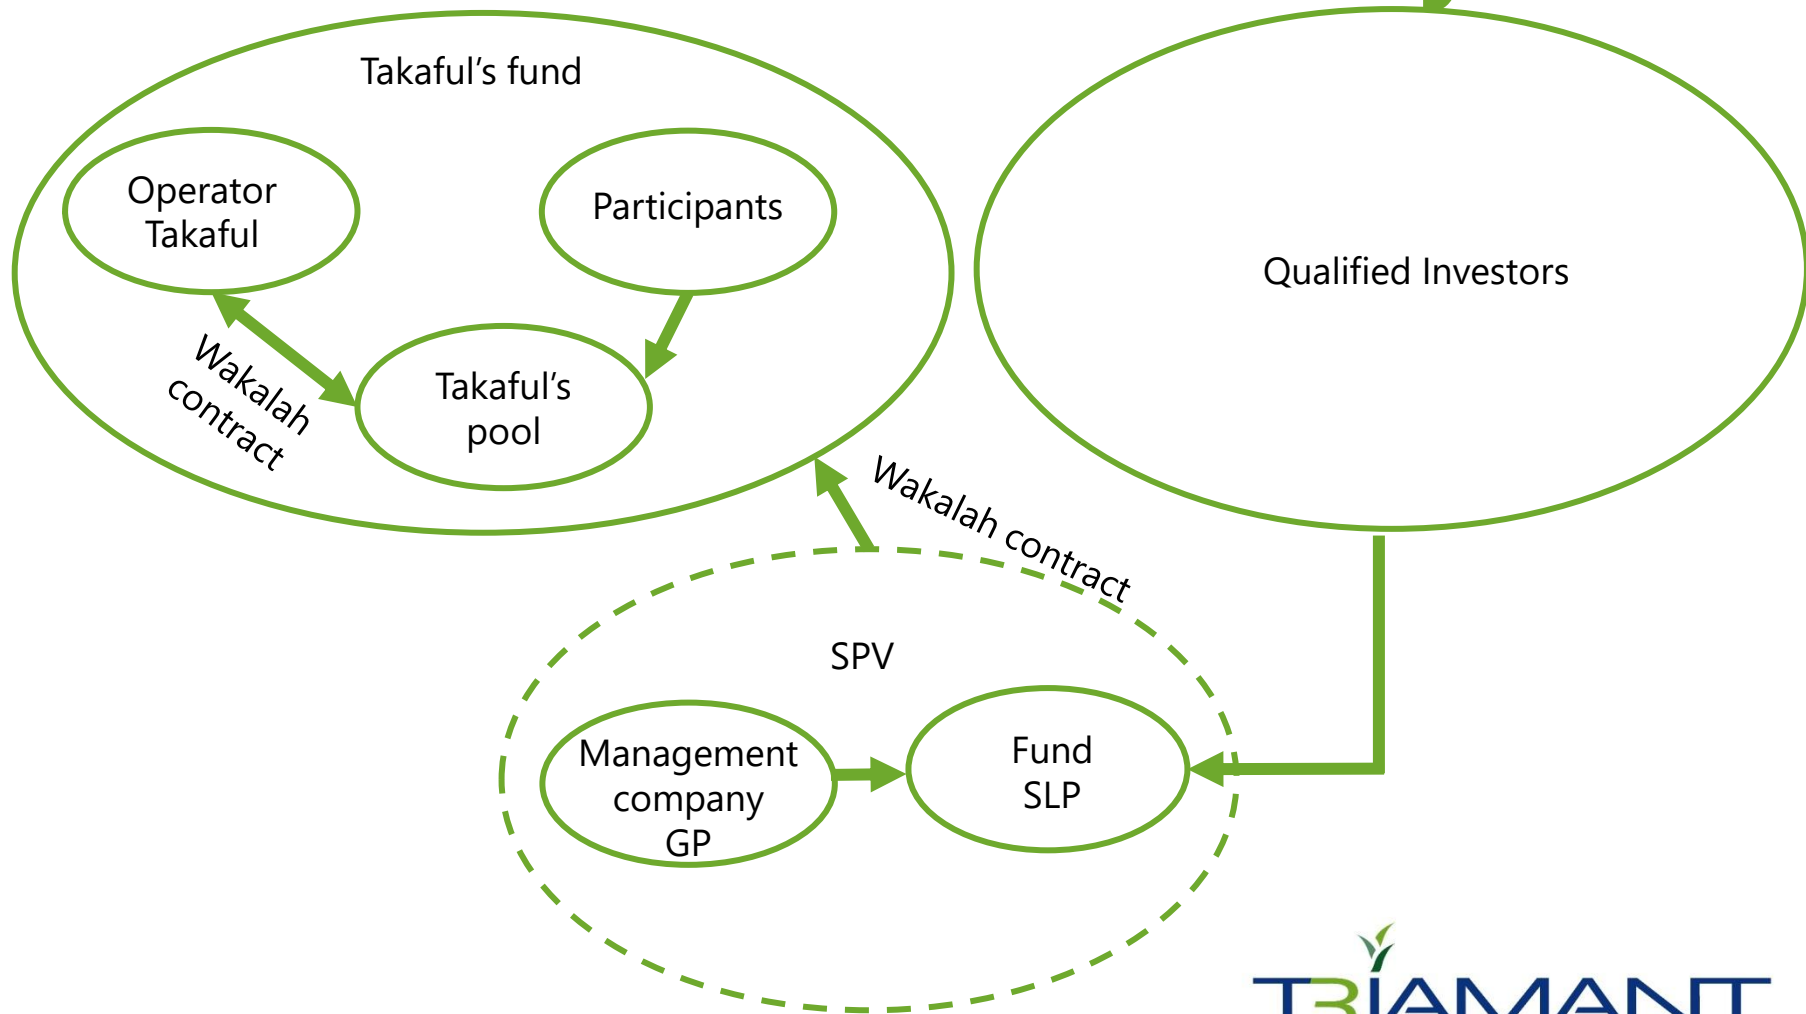 Takaful's fund
Operator
Takaful
Participants
Qualified Investors
Wakalah
contract
Takaful's
pool
Wakalah contract
SPV
Management
company
GP
Fund
SLP
TRIAMANT